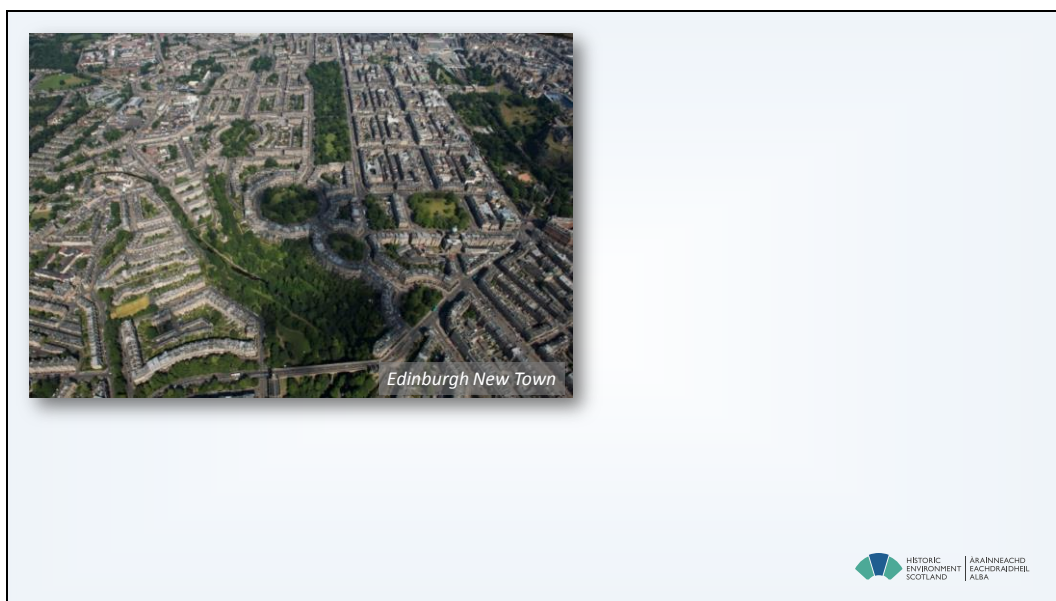 Edinburgh New Town
HISTORIC
ENVIRONMENT
SCOTLAND
ÀRAINNEACHD
EACHDRAIDHEIL
ALBA